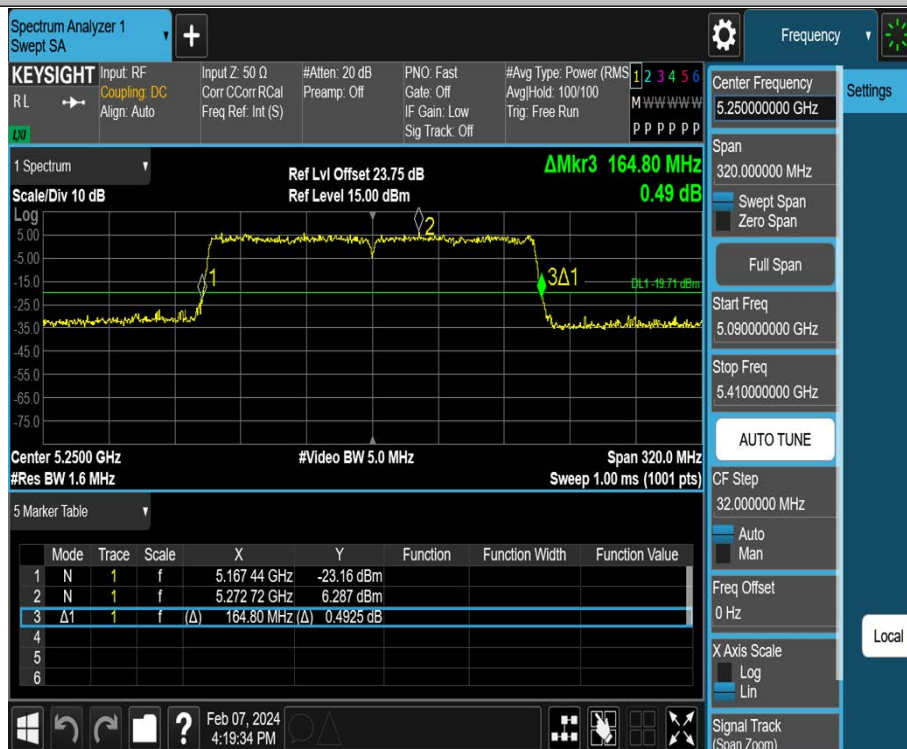 Spectrum Analyzer 1
Swept SA
+
Frequency
KEYSIGHT
RL
LXI
Input: RF
Coupling: DC
Align: Auto
Input Z: 50 Ω
Corr CCorr RCal
Freq Ref: Int (S)
#Atten: 20 dB
Preamp: Off
PNO: Fast
Gate: Off
IF Gain: Low
Sig Track: Off
#Avg Type: Power (RMS
Avg|Hold: 100/100
Trig: Free Run
1 2 3 4 5 6
M W W W W W
P P P P P P
Center Frequency
5.250000000 GHz
Settings
1 Spectrum
Scale/Div 10 dB
Ref Lvl Offset 23.75 dB
Ref Level 15.00 dBm
ΔMkr3 164.80 MHz
0.49 dB
Span
320.000000 MHz
Swept Span
Zero Span
Full Span
Start Freq
5.090000000 GHz
Stop Freq
5.410000000 GHz
AUTO TUNE
CF Step
32.000000 MHz
Auto
Man
Freq Offset
0 Hz
X Axis Scale
Log
Lin
Signal Track
(Span Zoom)
Local
Log
5.00
-5.00
-15.0
-25.0
-35.0
-45.0
-55.0
-65.0
-75.0
1
2
3Δ1
DL1 -19.71 dBm
Center 5.2500 GHz
#Video BW 5.0 MHz
Span 320.0 MHz
#Res BW 1.6 MHz
Sweep 1.00 ms (1001 pts)
5 Marker Table
Mode Trace Scale X Y Function Function Width Function Value
1 N 1 f 5.167 44 GHz -23.16 dBm
2 N 1 f 5.272 72 GHz 6.287 dBm
3 Δ1 1 f (Δ) 164.80 MHz (Δ) 0.4925 dB
4
5
6
?
Feb 07, 2024
4:19:34 PM